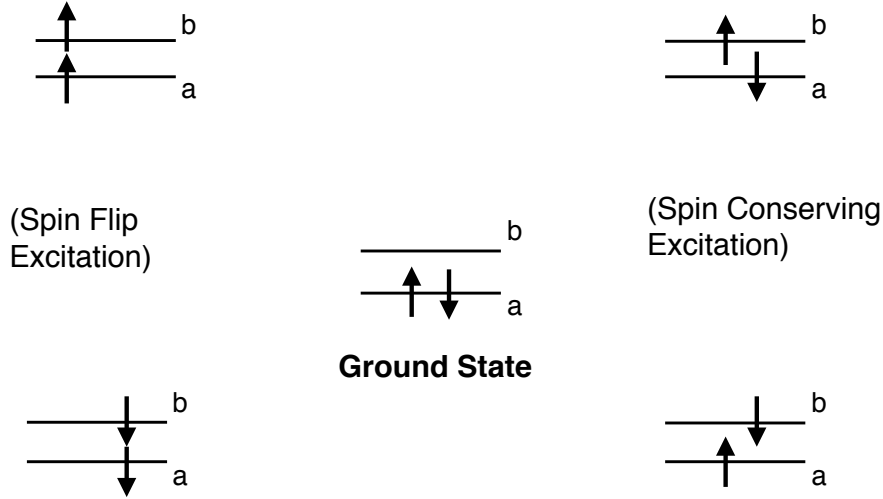 b
a
b
a
(Spin Flip
Excitation)
(Spin Conserving
Excitation)
b
a
Ground State
b
a
b
a